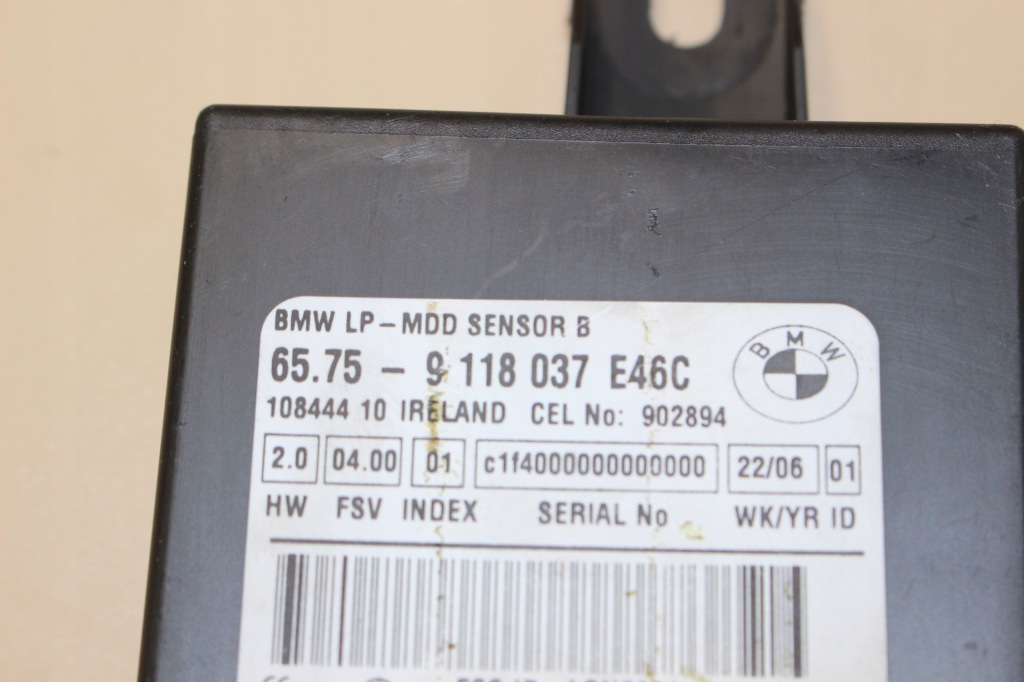 BMW LP-MDD SENSOR B
65.75 - 9 118 037 E46C
BMW
108444 10 IRELAND CEL No: 902894
2.0 04.00 01 c1f4000000000000 22/06 01
HW FSV INDEX SERIAL No WK/YR ID